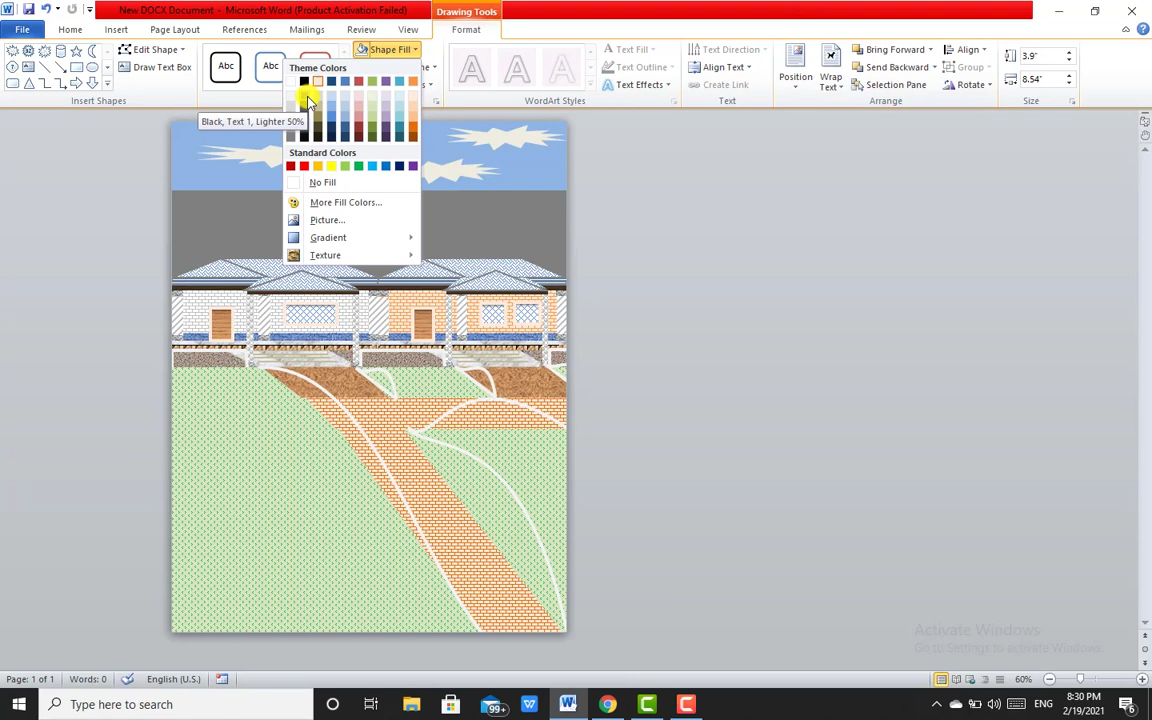 New DOCX Document - Microsoft Word (Product Activation Failed)
Drawing Tools
File Home Insert Page Layout References Mailings Review View Format
Edit Shape
Draw Text Box
Insert Shapes
Abc Abc
Shape Fill
Theme Colors
Black, Text 1, Lighter 50%
Standard Colors
No Fill
More Fill Colors...
Picture...
Gradient
Texture
Text Fill
Text Outline
Text Effects
WordArt Styles
Text Direction
Align Text
Create Link
Text
Position
Wrap
Text
Bring Forward
Send Backward
Selection Pane
Align
Group
Rotate
Arrange
3.9"
8.54"
Size
Activate Windows
Go to Settings to activate Windows.
Page: 1 of 1 Words: 0 English (U.S.) 60%
Type here to search
99+
ENG
8:30 PM
2/19/2021
6